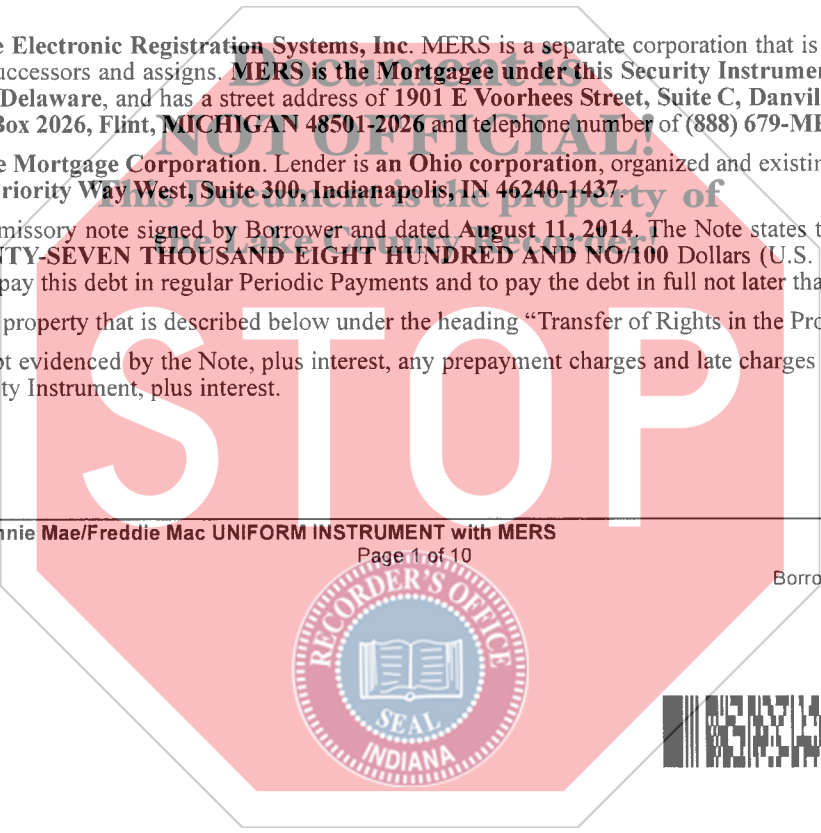 e Electronic Registration Systems, Inc. MERS is a separate corporation that is
uccessors and assigns. MERS is the Mortgagee under this Security Instrume
Document is
Delaware, and has a street address of 1901 E Voorhees Street, Suite C, Danvil
Box 2026, Flint, MICHIGAN 48501-2026 and telephone number of (888) 679-ME
NOT OFFICIAL!
e Mortgage Corporation. Lender is an Ohio corporation, organized and existin
riority Way West, Suite 300, Indianapolis, IN 46240-1437.
This Document is the property of
missory note signed by Borrower and dated August 11, 2014. The Note states t
the Lake County Recorder!
NTY-SEVEN THOUSAND EIGHT HUNDRED AND NO/100 Dollars (U.S.
pay this debt in regular Periodic Payments and to pay the debt in full not later tha
property that is described below under the heading “Transfer of Rights in the Pro
bt evidenced by the Note, plus interest, any prepayment charges and late charges
ty Instrument, plus interest.
STOP
nnie Mae/Freddie Mac UNIFORM INSTRUMENT with MERS
Page 1 of 10
Borro
RECORDER'S OFFICE
SEAL
INDIANA